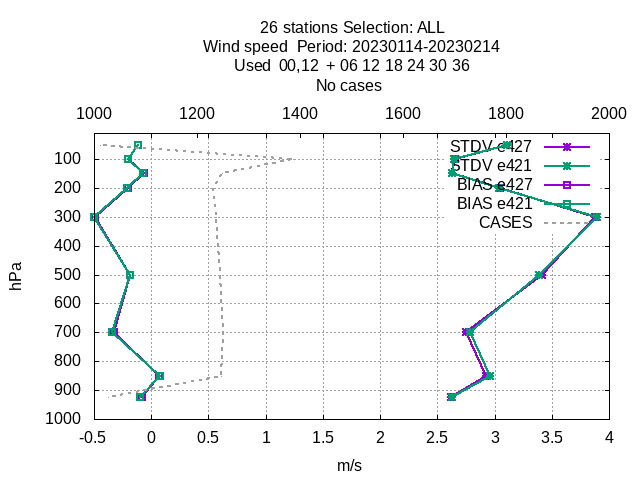 26 stations Selection: ALL
Wind speed  Period: 20230114-20230214
Used  00,12  + 06 12 18 24 30 36
No cases
1000 1200 1400 1600 1800 2000
STDV e427
STDV e421
BIAS e427
BIAS e421
CASES
hPa
100
200
300
400
500
600
700
800
900
1000
-0.5 0 0.5 1 1.5 2 2.5 3 3.5 4
m/s